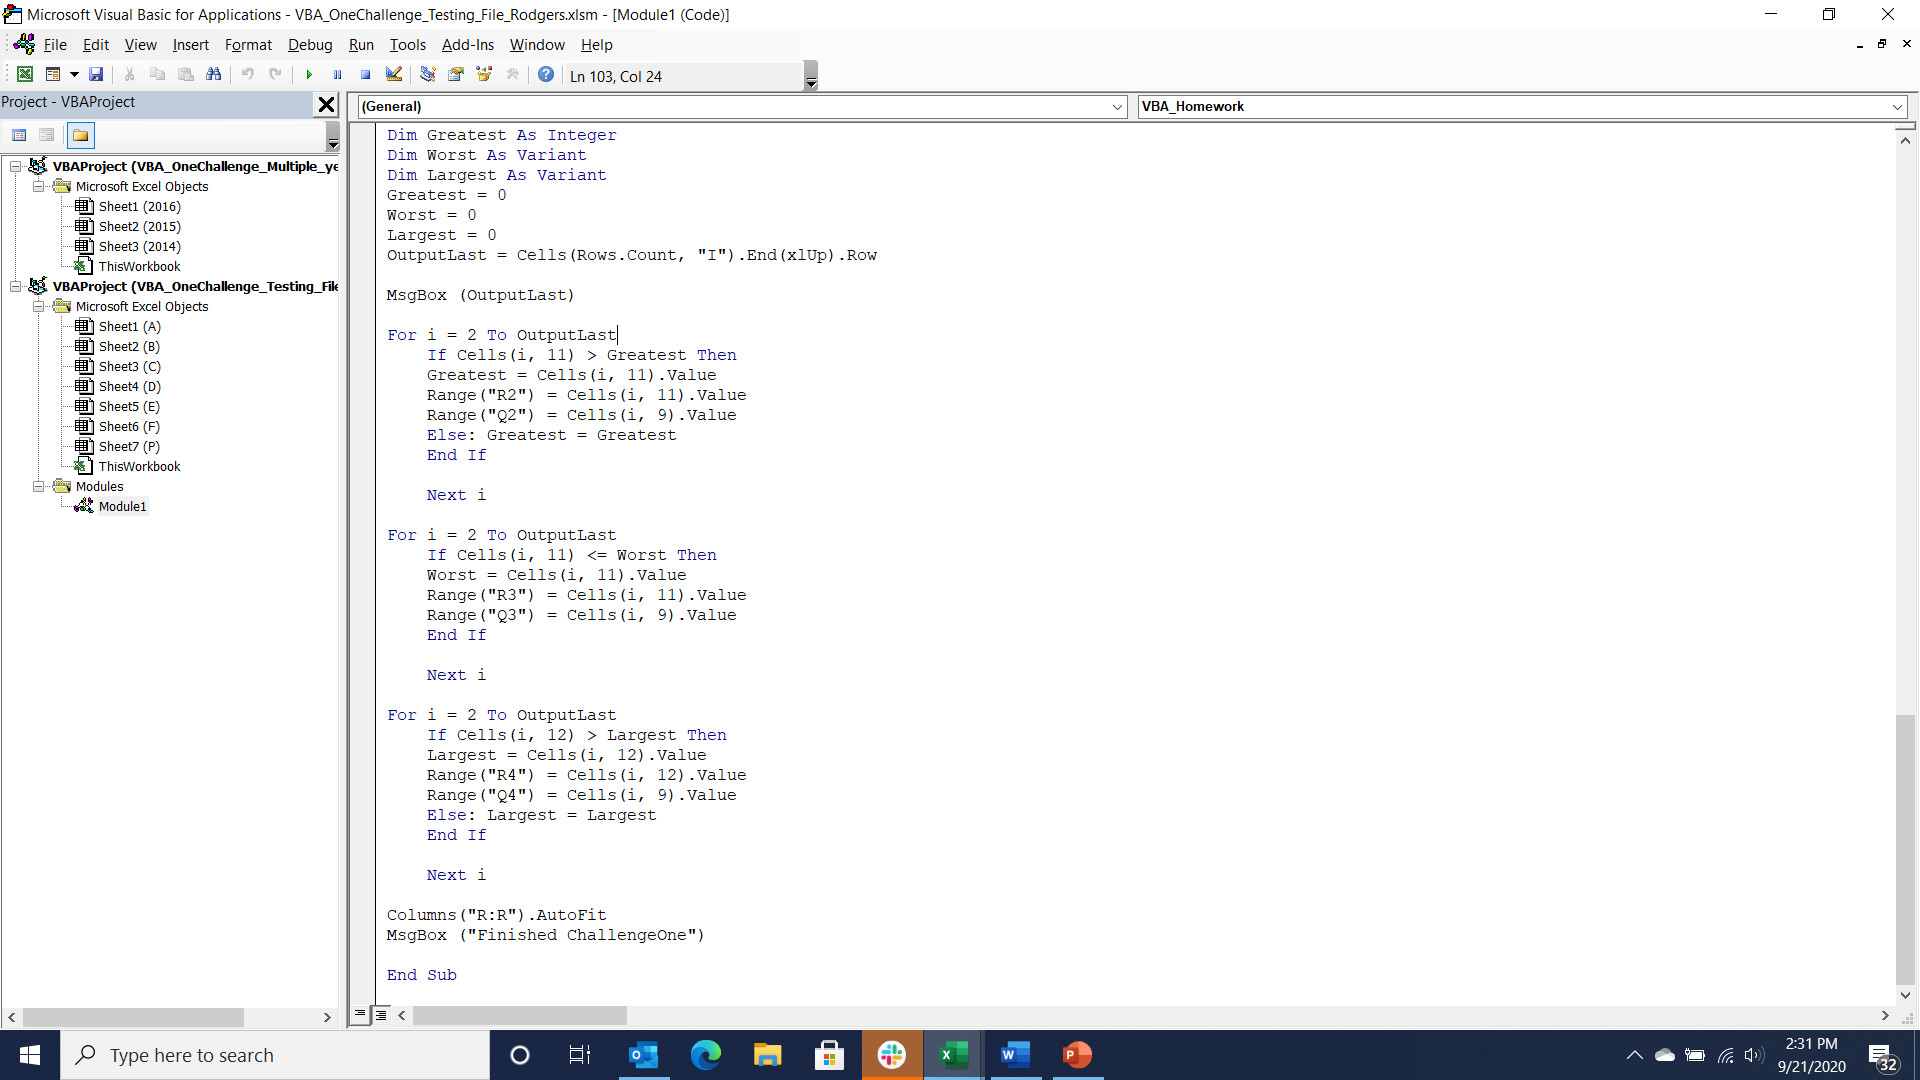 Microsoft Visual Basic for Applications - VBA_OneChallenge_Testing_File_Rodgers.xlsm - [Module1 (Code)]
File Edit View Insert Format Debug Run Tools Add-Ins Window Help
Ln 103, Col 24
Project - VBAProject
(General)
VBA_Homework
VBAProject (VBA_OneChallenge_Multiple_ye
Microsoft Excel Objects
Sheet1 (2016)
Sheet2 (2015)
Sheet3 (2014)
ThisWorkbook
VBAProject (VBA_OneChallenge_Testing_File
Microsoft Excel Objects
Sheet1 (A)
Sheet2 (B)
Sheet3 (C)
Sheet4 (D)
Sheet5 (E)
Sheet6 (F)
Sheet7 (P)
ThisWorkbook
Modules
Module1
Dim Greatest As Integer
Dim Worst As Variant
Dim Largest As Variant
Greatest = 0
Worst = 0
Largest = 0
OutputLast = Cells(Rows.Count, "I").End(xlUp).Row
MsgBox (OutputLast)
For i = 2 To OutputLast
If Cells(i, 11) > Greatest Then
Greatest = Cells(i, 11).Value
Range("R2") = Cells(i, 11).Value
Range("Q2") = Cells(i, 9).Value
Else: Greatest = Greatest
End If
Next i
For i = 2 To OutputLast
If Cells(i, 11) <= Worst Then
Worst = Cells(i, 11).Value
Range("R3") = Cells(i, 11).Value
Range("Q3") = Cells(i, 9).Value
End If
Next i
For i = 2 To OutputLast
If Cells(i, 12) > Largest Then
Largest = Cells(i, 12).Value
Range("R4") = Cells(i, 12).Value
Range("Q4") = Cells(i, 9).Value
Else: Largest = Largest
End If
Next i
Columns("R:R").AutoFit
MsgBox ("Finished ChallengeOne")
End Sub
Type here to search
2:31 PM
9/21/2020
32